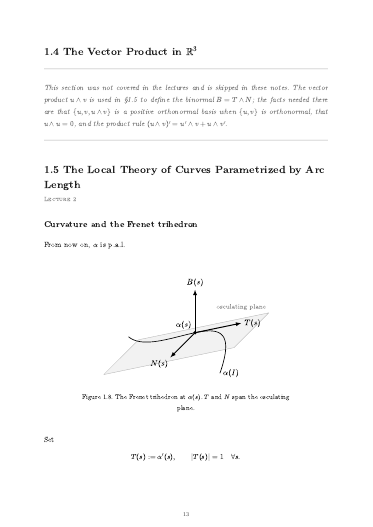 1.4 The Vector Product in ℝ³
This section was not covered in the lectures and is skipped in these notes. The vector
product u ∧ v is used in §1.5 to define the binormal B = T ∧ N; the facts needed there
are that {u, v, u ∧ v} is a positive orthonormal basis when {u, v} is orthonormal, that
u ∧ u = 0, and the product rule (u ∧ v)′ = u′ ∧ v + u ∧ v′.
1.5 The Local Theory of Curves Parametrized by Arc
Length
LECTURE 2
Curvature and the Frenet trihedron
From now on, α is p.a.l.
B(s)
osculating plane
α(s)
T(s)
N(s)
α(I)
Figure 1.8. The Frenet trihedron at α(s). T and N span the osculating
plane.
Set
T(s) := α′(s), |T(s)| = 1 ∀s.
13